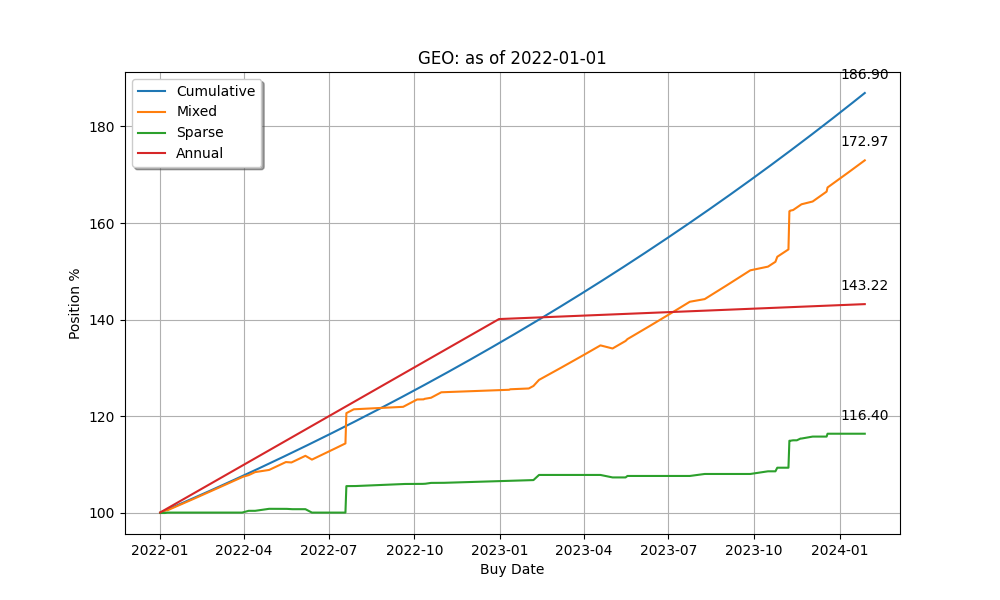 GEO: as of 2022-01-01
Cumulative
Mixed
Sparse
Annual
186.90
172.97
143.22
116.40
Position %
180
160
140
120
100
2022-01 2022-04 2022-07 2022-10 2023-01 2023-04 2023-07 2023-10 2024-01
Buy Date